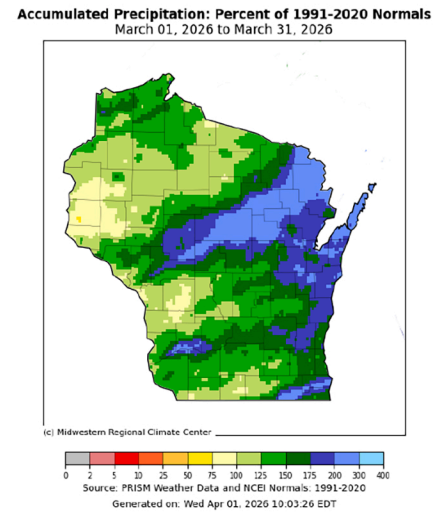 Accumulated Precipitation: Percent of 1991-2020 Normals
March 01, 2026 to March 31, 2026
(c) Midwestern Regional Climate Center
0 2 5 10 25 50 75 100 125 150 175 200 300 400
Source: PRISM Weather Data and NCEI Normals: 1991-2020
Generated on: Wed Apr 01, 2026 10:03:26 EDT